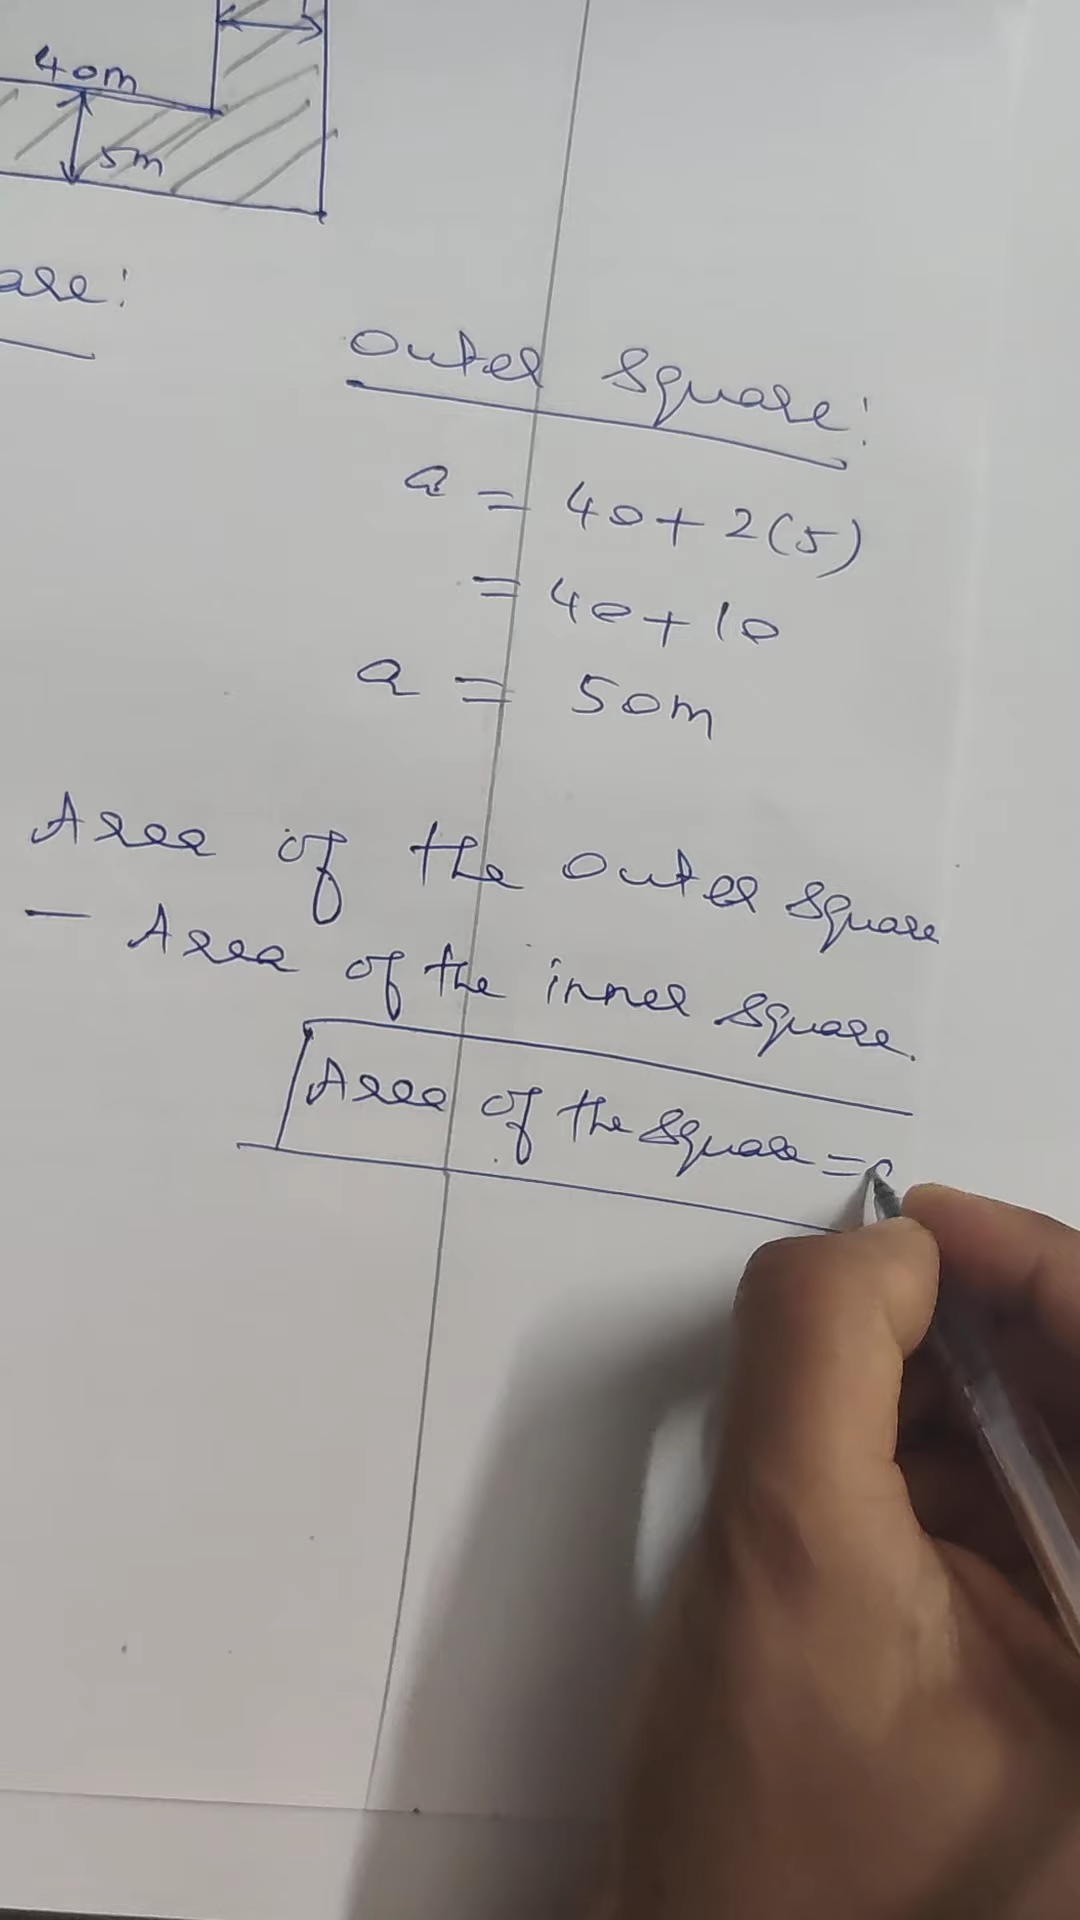 40m
5m
are:
Outer Square:
a = 40+2(5)
= 40+10
a = 50m
Area of the outer square
- Area of the inner square.
Area of the square =